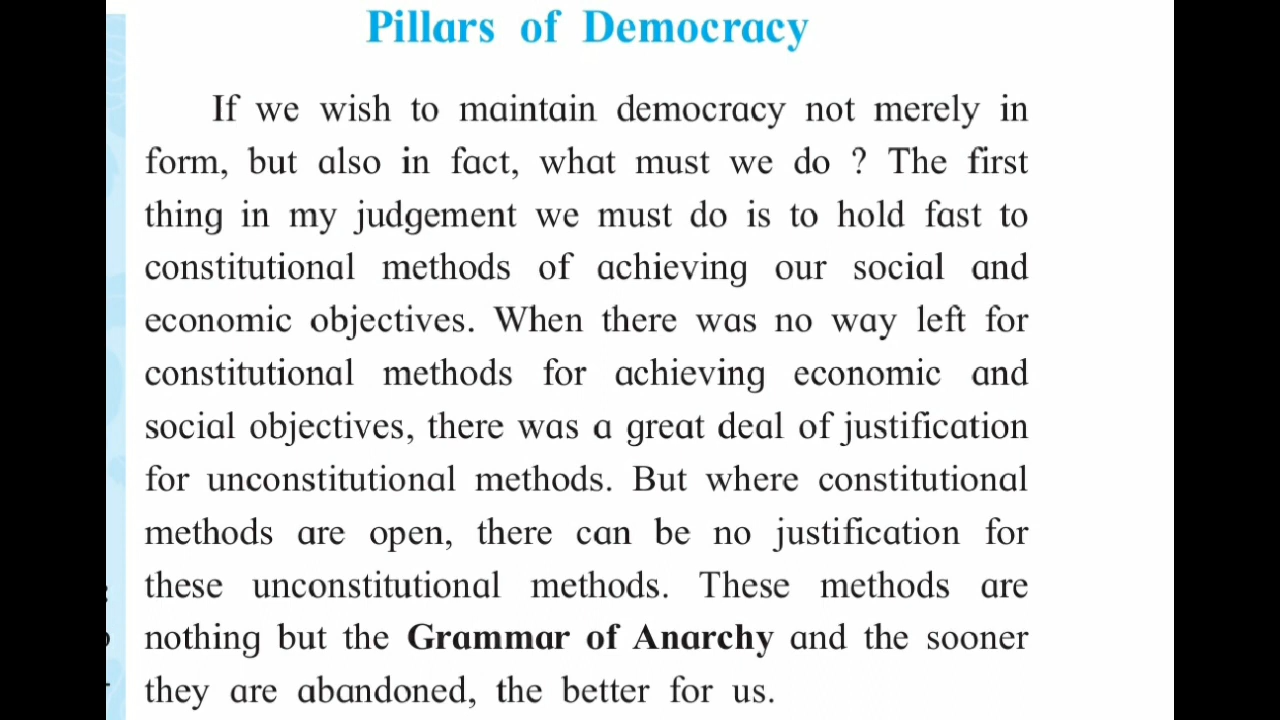 Pillars of Democracy
If we wish to maintain democracy not merely in
form, but also in fact, what must we do ? The first
thing in my judgement we must do is to hold fast to
constitutional methods of achieving our social and
economic objectives. When there was no way left for
constitutional methods for achieving economic and
social objectives, there was a great deal of justification
for unconstitutional methods. But where constitutional
methods are open, there can be no justification for
these unconstitutional methods. These methods are
nothing but the Grammar of Anarchy and the sooner
they are abandoned, the better for us.